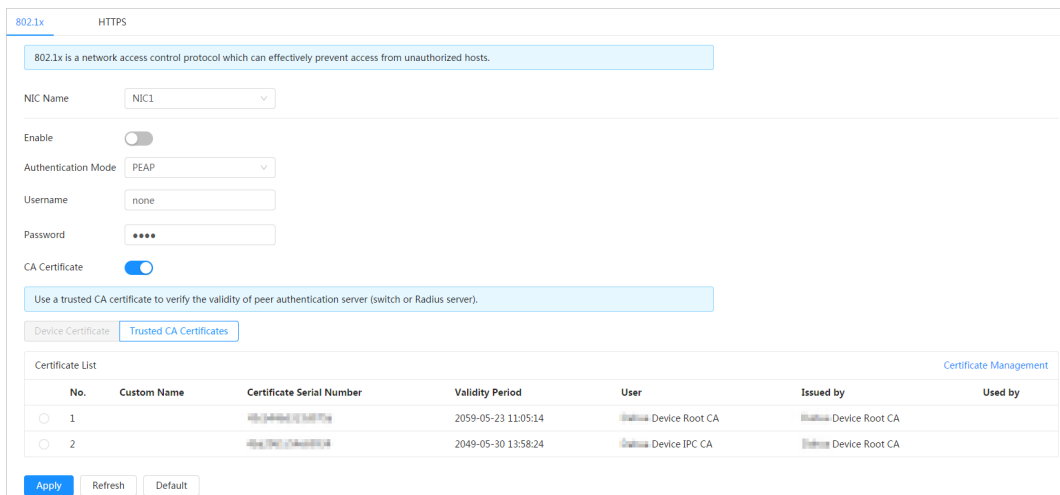 802.1x HTTPS
802.1x is a network access control protocol which can effectively prevent access from unauthorized hosts.
NIC Name NIC1
Enable
Authentication Mode PEAP
Username none
Password ••••
CA Certificate
Use a trusted CA certificate to verify the validity of peer authentication server (switch or Radius server).
Device Certificate Trusted CA Certificates
Certificate List Certificate Management
No. Custom Name Certificate Serial Number Validity Period User Issued by Used by
1 2059-05-23 11:05:14 Device Root CA Device Root CA
2 2049-05-30 13:58:24 Device IPC CA Device Root CA
Apply Refresh Default